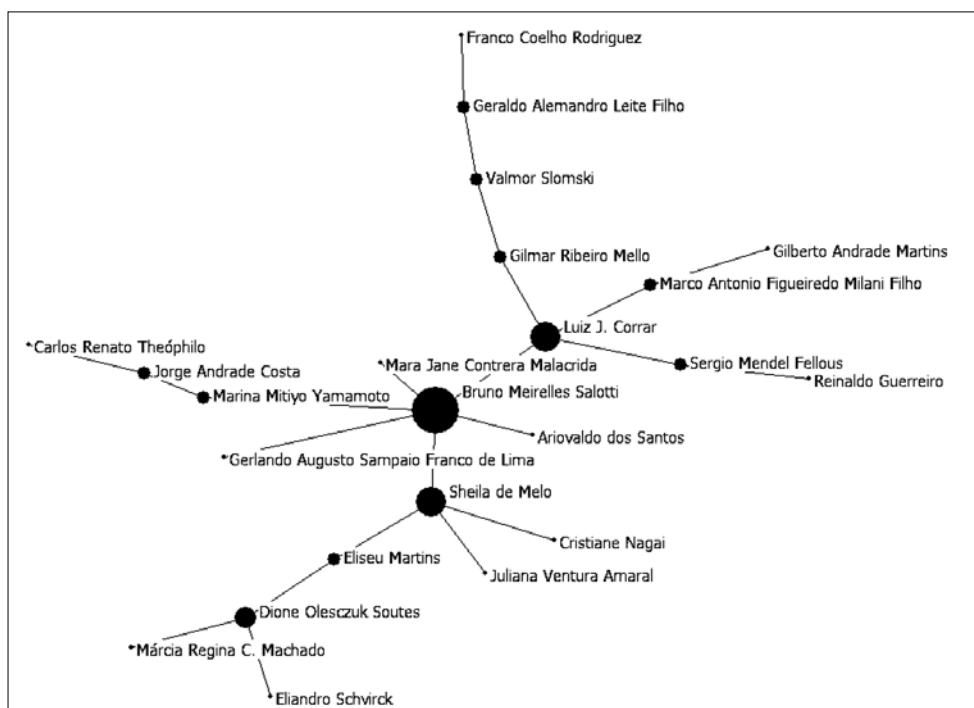 Franco Coelho Rodriguez
Geraldo Alemandro Leite Filho
Valmor Slomski
Gilmar Ribeiro Mello
Gilberto Andrade Martins
Marco Antonio Figueiredo Milani Filho
Luiz J. Corrar
Carlos Renato Theóphilo
Mara Jane Contrera Malacrida
Sergio Mendel Fellous
Jorge Andrade Costa
Reinaldo Guerreiro
Bruno Meirelles Salotti
Marina Mitiyo Yamamoto
Ariovaldo dos Santos
Gerlando Augusto Sampaio Franco de Lima
Sheila de Melo
Cristiane Nagai
Eliseu Martins
Juliana Ventura Amaral
Dione Olesczuk Soutes
Márcia Regina C. Machado
Eliandro Schvirck